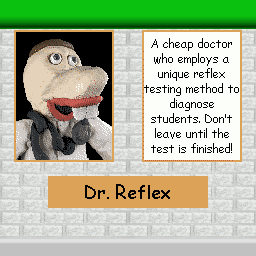 A cheap doctor
who employs a
unique reflex
testing method to
diagnose
students. Don't
leave until the
test is finished!
Dr. Reflex